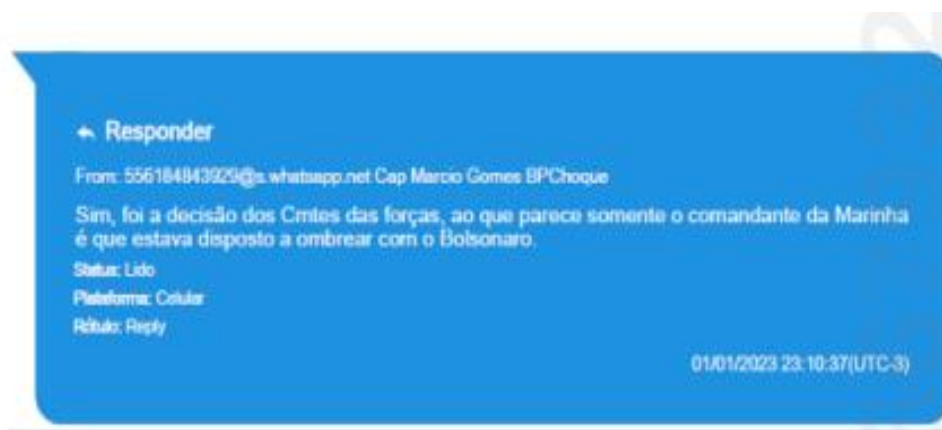 Responder
From: 556184843929@s.whatsapp.net Cap Marcio Gomes BPChoque
Sim, foi a decisão dos Cmtes das forças, ao que parece somente o comandante da Marinha
é que estava disposto a ombrear com o Bolsonaro.
Status: Lido
Plataforma: Celular
Rótulo: Reply
01/01/2023 23:10:37(UTC-3)